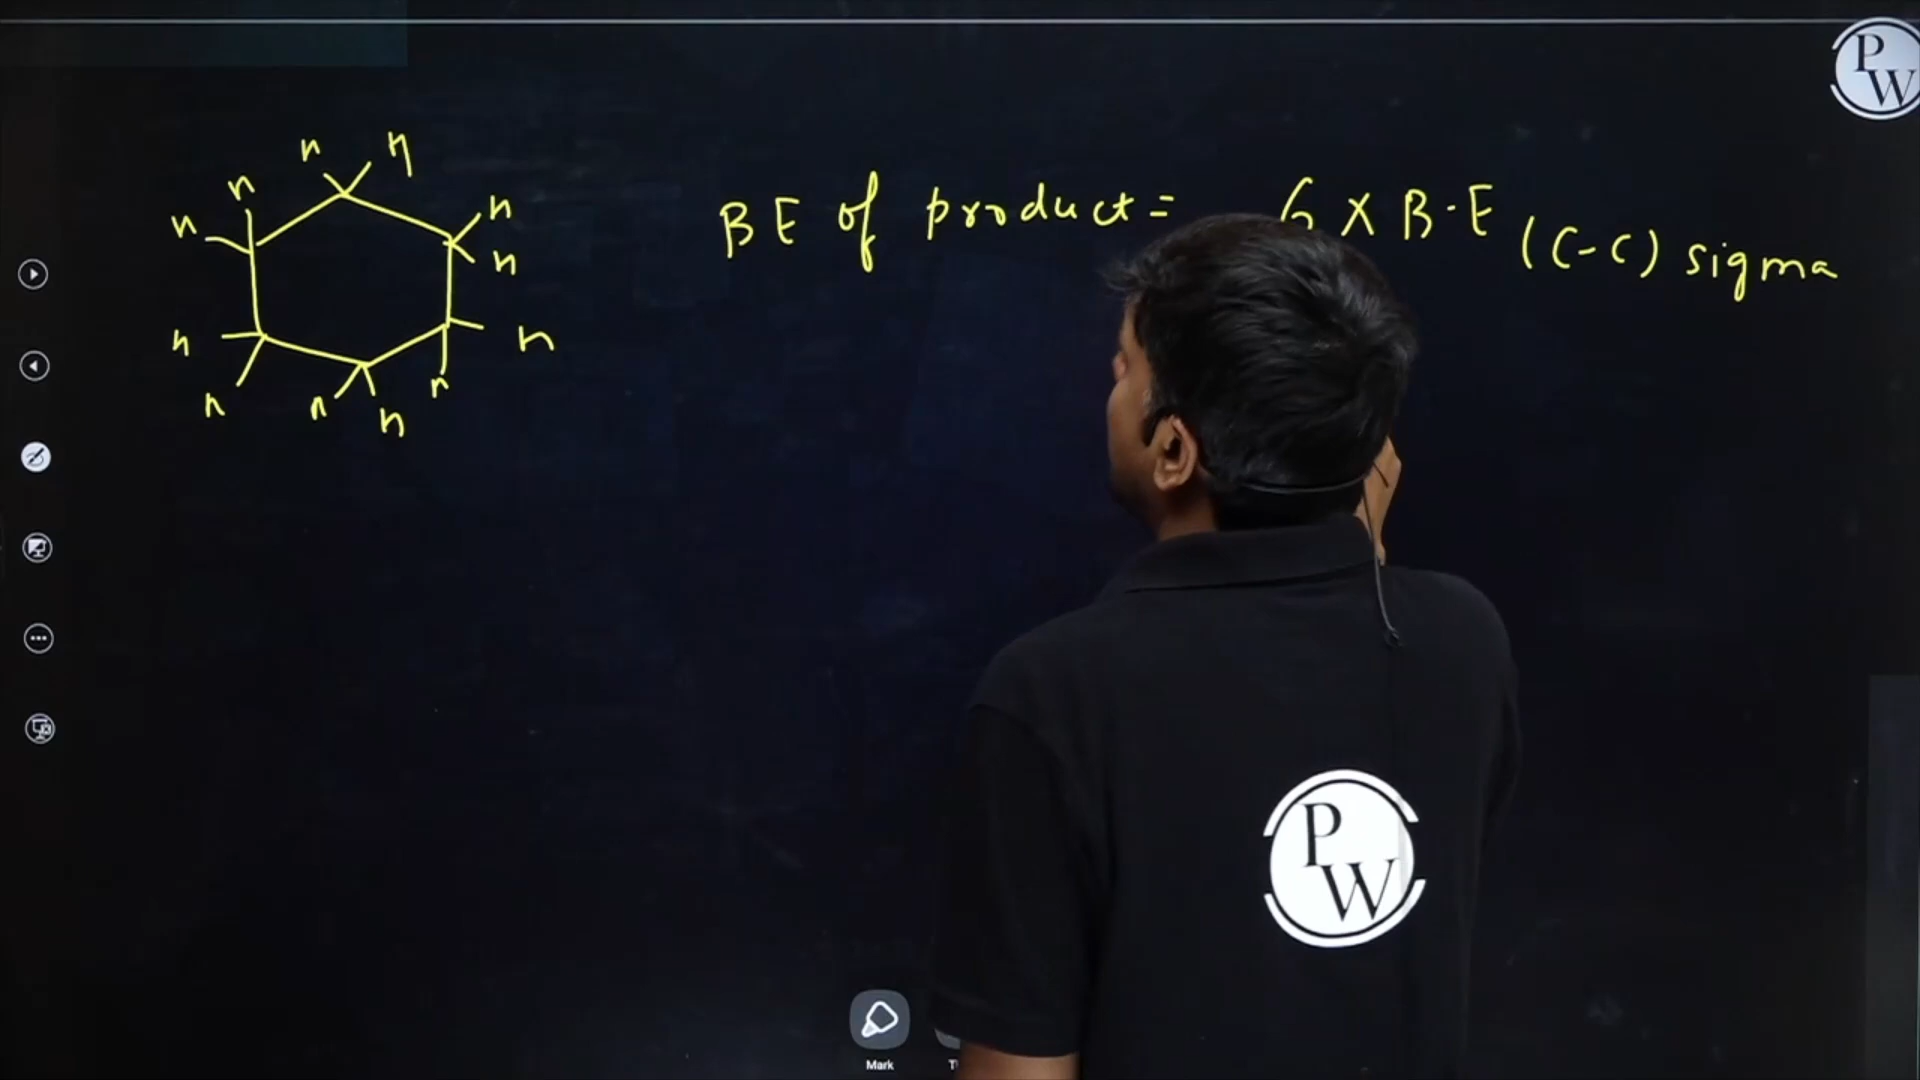 P W
n n
n
n n
n
n n
n n n n
BE of product = 6 X B.E (C-C) sigma
P W
Mark